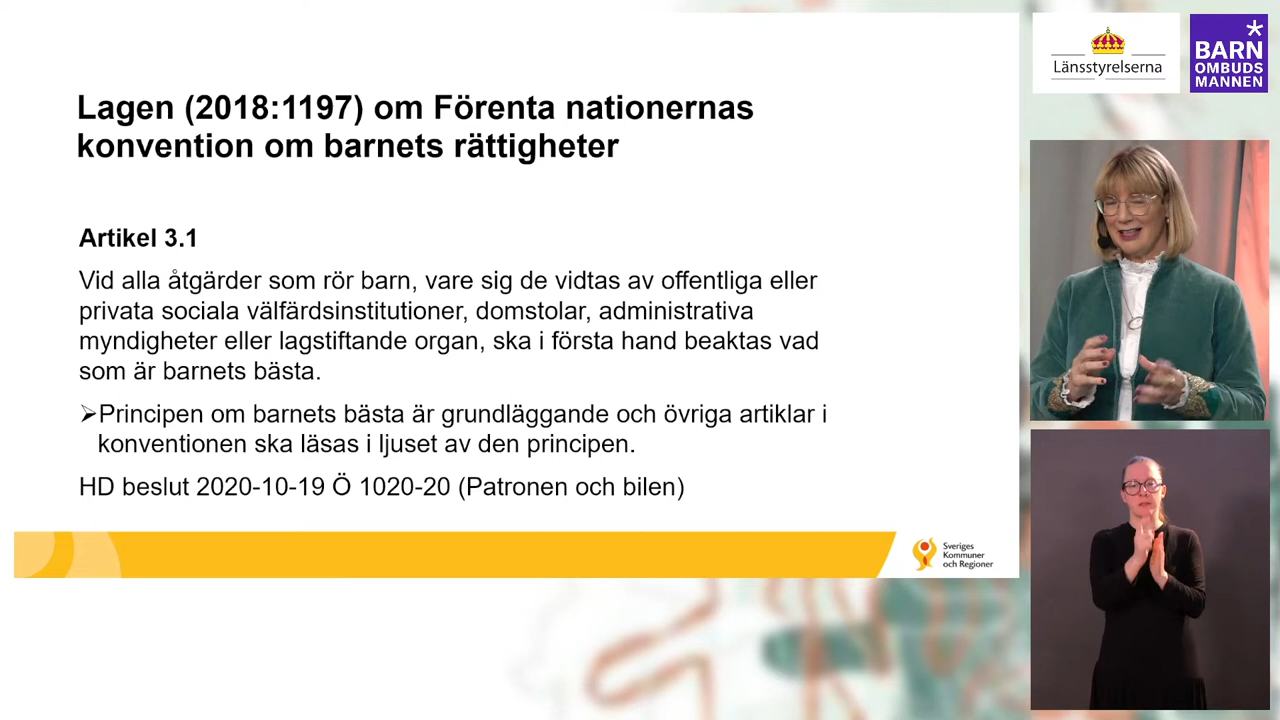 Lagen (2018:1197) om Förenta nationernas
konvention om barnets rättigheter
Artikel 3.1
Vid alla åtgärder som rör barn, vare sig de vidtas av offentliga eller
privata sociala välfärdsinstitutioner, domstolar, administrativa
myndigheter eller lagstiftande organ, ska i första hand beaktas vad
som är barnets bästa.
➢Principen om barnets bästa är grundläggande och övriga artiklar i
konventionen ska läsas i ljuset av den principen.
HD beslut 2020-10-19 Ö 1020-20 (Patronen och bilen)
Sveriges
Kommuner
och Regioner
Länsstyrelserna
BARN
OMBUDS
MANNEN